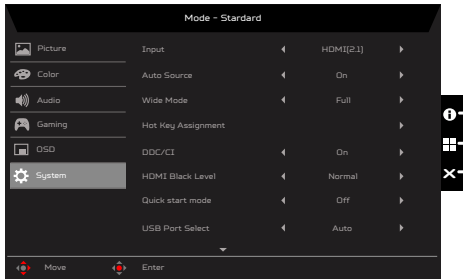 Mode - Stardard
Picture
Input HDMI(2.1)
Color
Auto Source On
Audio
Wide Mode Full
Gaming
Hot Key Assignment
OSD
DDC/CI On
System
HDMI Black Level Normal
Quick start mode Off
USB Port Select Auto
Move Enter